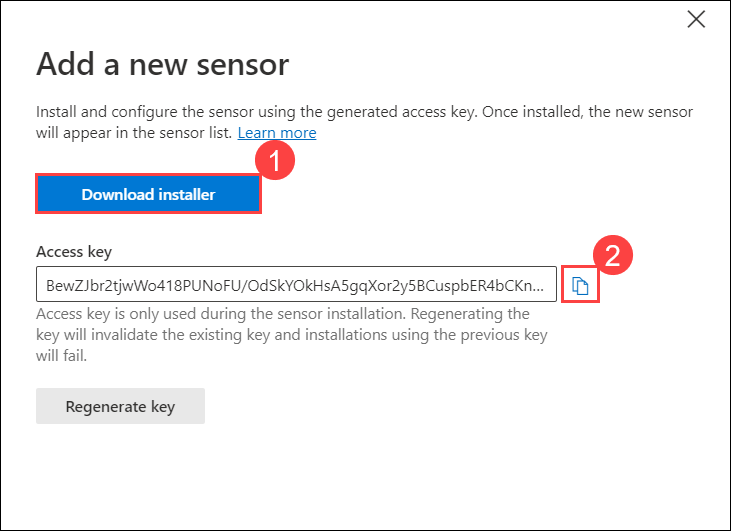 Add a new sensor
Install and configure the sensor using the generated access key. Once installed, the new sensor
will appear in the sensor list. Learn more
1
Download installer
Access key
2
BewZJbr2tjwWo418PUNoFU/OdSkYOkHsA5gqXor2y5BCuspbER4bCKn...
Access key is only used during the sensor installation. Regenerating the
key will invalidate the existing key and installations using the previous key
will fail.
Regenerate key